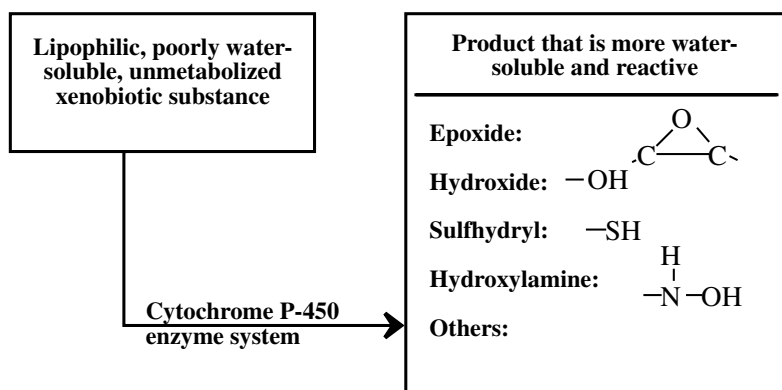 Lipophilic, poorly water-
soluble, unmetabolized
xenobiotic substance
Cytochrome P-450
enzyme system
Product that is more water-
soluble and reactive
Epoxide:
O
C C
Hydroxide: –OH
Sulfhydryl: –SH
H
Hydroxylamine:
–N–OH
Others: